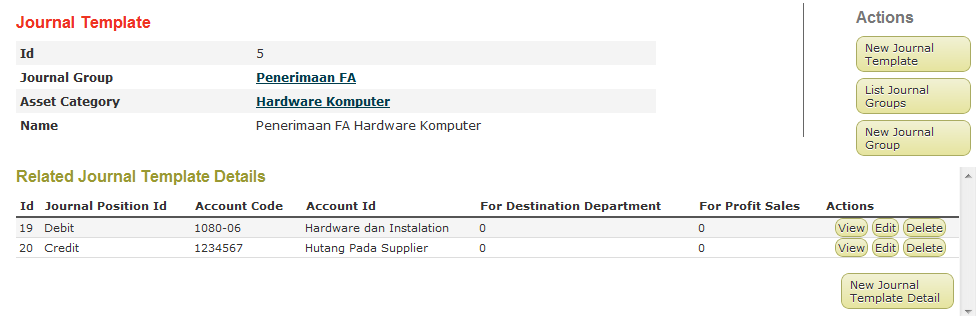 Journal Template
Id 5
Journal Group Penerimaan FA
Asset Category Hardware Komputer
Name Penerimaan FA Hardware Komputer
Actions
New Journal
Template
List Journal
Groups
New Journal
Group
Related Journal Template Details
Id Journal Position Id Account Code Account Id For Destination Department For Profit Sales Actions
19 Debit 1080-06 Hardware dan Instalation 0 0 View Edit Delete
20 Credit 1234567 Hutang Pada Supplier 0 0 View Edit Delete
New Journal
Template Detail